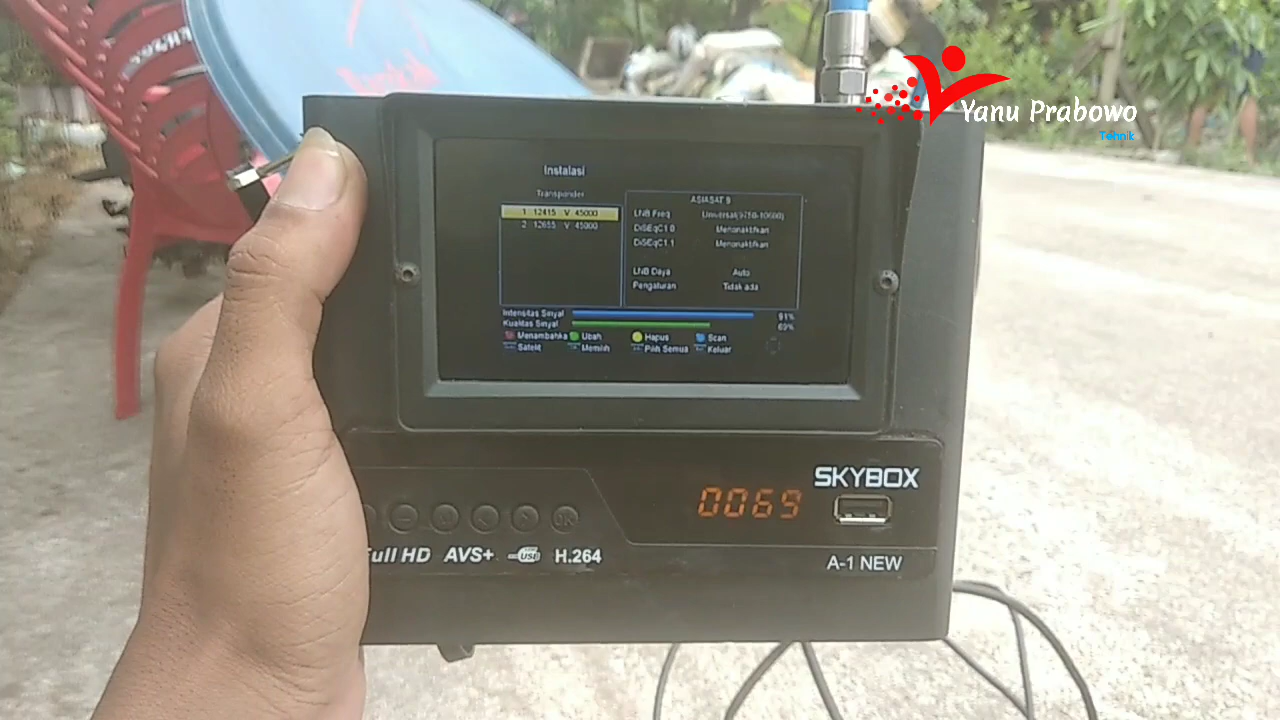 Yanu Prabowo
Tehnik
Instalasi
Transponder
1 12415 V 45000
2 12655 V 45000
ASIASAT 9
LNB Freq Universal(9750-10600)
DiSEqC1.0 Menonaktifkan
DiSEqC1.1 Menonaktifkan
LNB Daya Auto
Pengaturan Tidak ada
Intensitas Sinyal 91%
Kualitas Sinyal 69%
Menambahka Ubah Hapus Scan
Satelit Memilih Pilih Semua Keluar
SKYBOX
0069
OK
Full HD AVS+ USB H.264
A-1 NEW